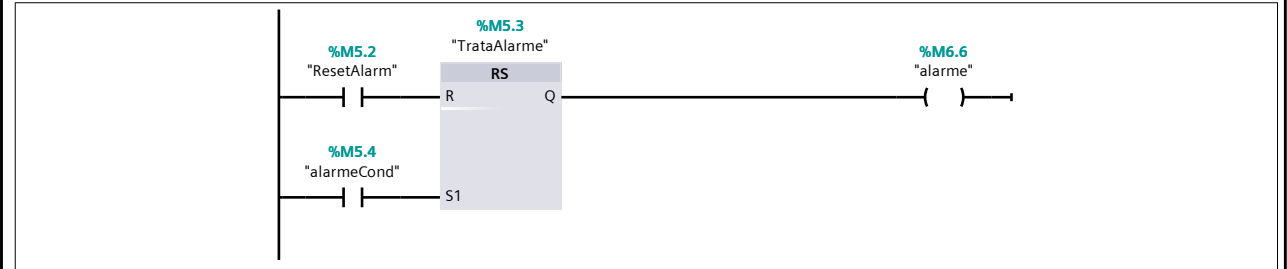 %M5.3
"TrataAlarme"
%M5.2
"ResetAlarm"
RS
R
Q
%M6.6
"alarme"
%M5.4
"alarmeCond"
S1